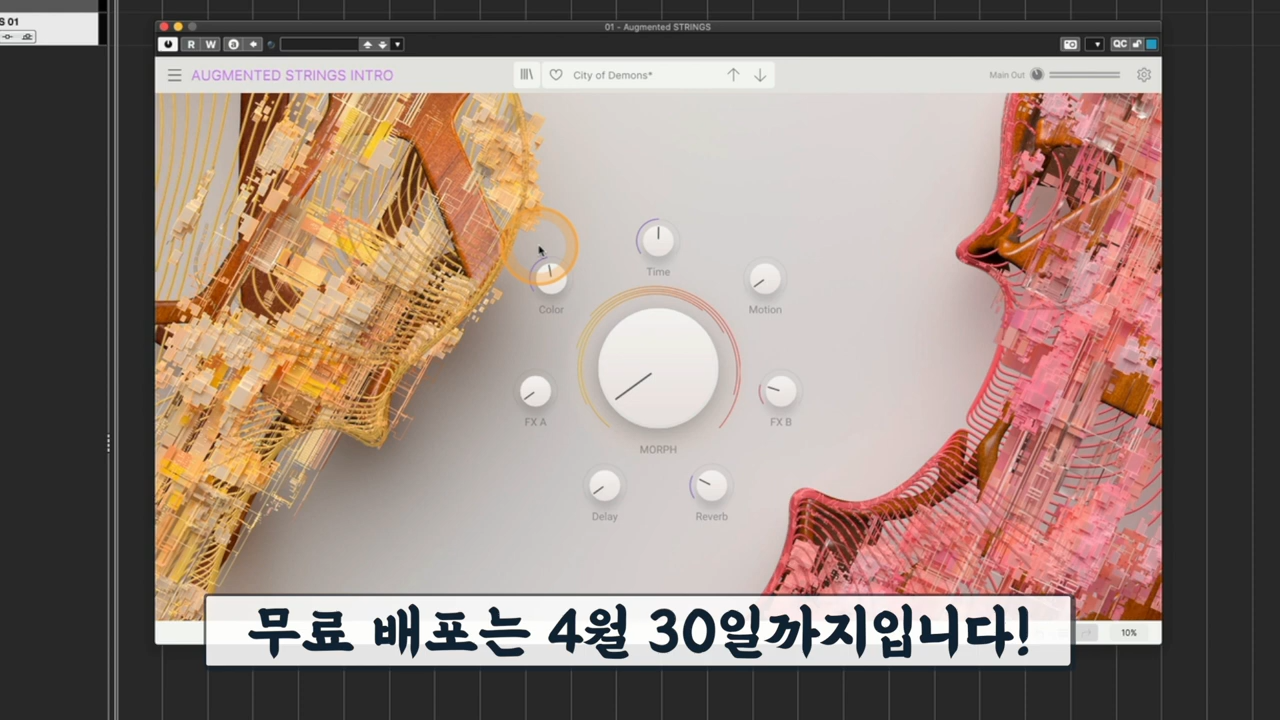 S 01
01 - Augmented STRINGS
R W
QC
AUGMENTED STRINGS INTRO
City of Demons*
Main Out
Time
Color
Motion
FX A
FX B
MORPH
Delay
Reverb
무료 배포는 4월 30일까지입니다!
10%